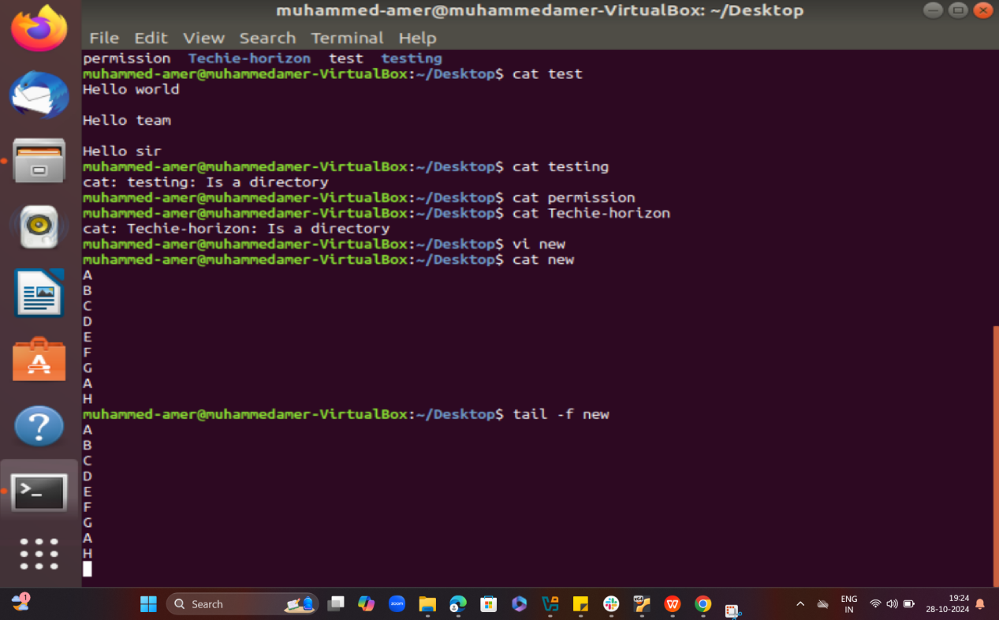 muhammed-amer@muhammedamer-VirtualBox: ~/Desktop
File Edit View Search Terminal Help
permission Techie-horizon test testing
muhammed-amer@muhammedamer-VirtualBox:~/Desktop$ cat test
Hello world
Hello team
Hello sir
muhammed-amer@muhammedamer-VirtualBox:~/Desktop$ cat testing
cat: testing: Is a directory
muhammed-amer@muhammedamer-VirtualBox:~/Desktop$ cat permission
muhammed-amer@muhammedamer-VirtualBox:~/Desktop$ cat Techie-horizon
cat: Techie-horizon: Is a directory
muhammed-amer@muhammedamer-VirtualBox:~/Desktop$ vi new
muhammed-amer@muhammedamer-VirtualBox:~/Desktop$ cat new
A
B
C
D
E
F
G
A
H
muhammed-amer@muhammedamer-VirtualBox:~/Desktop$ tail -f new
A
B
C
D
E
F
G
A
H
1
Search
zoom
ENG
IN
19:24
28-10-2024